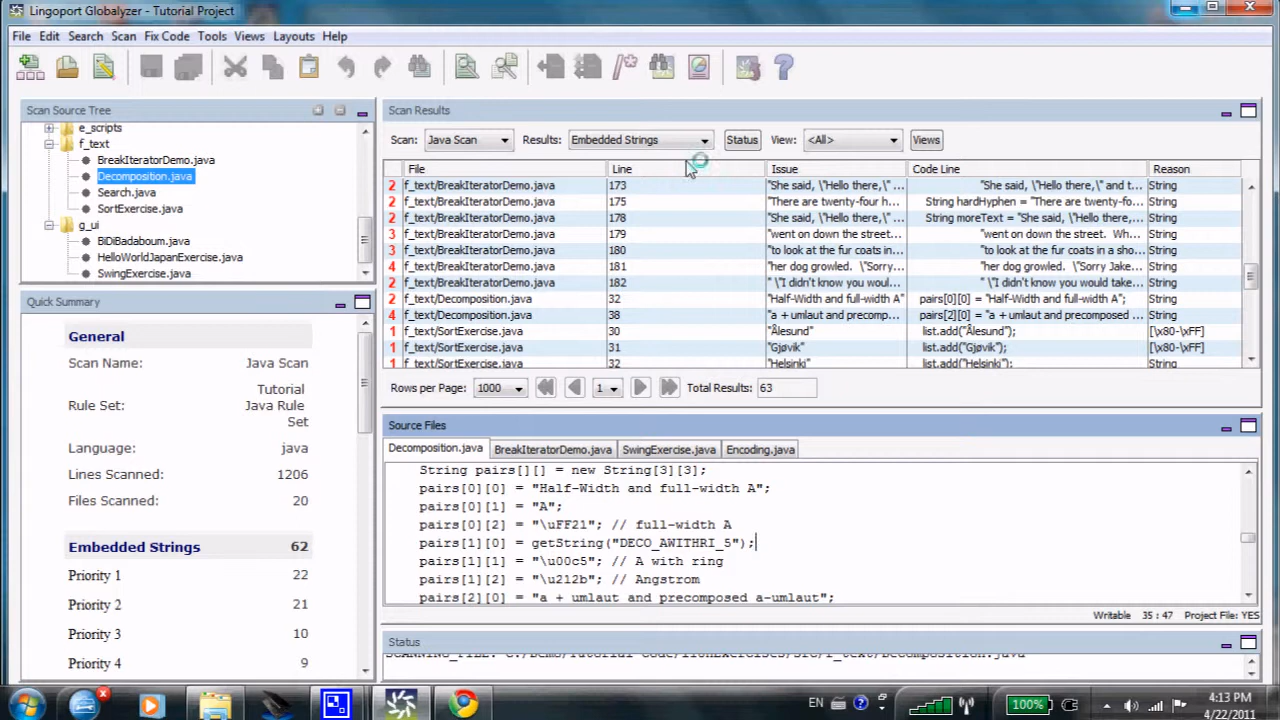 Lingoport Globalyzer - Tutorial Project
File Edit Search Scan Fix Code Tools Views Layouts Help
Scan Source Tree
e_scripts
f_text
BreakIteratorDemo.java
Decomposition.java
Search.java
SortExercise.java
g_ui
BiDiBadaboum.java
HelloWorldJapanExercise.java
SwingExercise.java
Quick Summary
General
Scan Name: Java Scan
Rule Set: Tutorial Java Rule Set
Language: java
Lines Scanned: 1206
Files Scanned: 20
Embedded Strings 62
Priority 1 22
Priority 2 21
Priority 3 10
Priority 4 9
Scan Results
Scan: Java Scan Results: Embedded Strings Status View: <All> Views
File Line Issue Code Line Reason
2 f_text/BreakIteratorDemo.java 173 "She said, \"Hello there,\" ... "She said, \"Hello there,\" and t... String
2 f_text/BreakIteratorDemo.java 175 "There are twenty-four h... String hardHyphen = "There are twenty-fo... String
2 f_text/BreakIteratorDemo.java 178 "She said, \"Hello there,\" ... String moreText = "She said, \"Hello there,... String
3 f_text/BreakIteratorDemo.java 179 "went on down the street... "went on down the street. Wh... String
3 f_text/BreakIteratorDemo.java 180 "to look at the fur coats in... "to look at the fur coats in a sho... String
4 f_text/BreakIteratorDemo.java 181 "her dog growled. \"Sorry ... "her dog growled. \"Sorry Jake... String
2 f_text/BreakIteratorDemo.java 182 " \"I didn't know you woul... " \"I didn't know you would take... String
2 f_text/Decomposition.java 32 "Half-Width and full-width A" pairs[0][0] = "Half-Width and full-width A"; String
4 f_text/Decomposition.java 38 "a + umlaut and precomp... pairs[2][0] = "a + umlaut and precomposed ... String
1 f_text/SortExercise.java 30 "Ålesund" list.add("Ålesund"); [\x80-\xFF]
1 f_text/SortExercise.java 31 "Gjøvik" list.add("Gjøvik"); [\x80-\xFF]
1 f_text/SortExercise.java 32 "Helsinki" list.add("Helsinki"); String
Rows per Page: 1000 1 Total Results: 63
Source Files
Decomposition.java BreakIteratorDemo.java SwingExercise.java Encoding.java
String pairs[][] = new String[3][3];
pairs[0][0] = "Half-Width and full-width A";
pairs[0][1] = "A";
pairs[0][2] = "\uFF21"; // full-width A
pairs[1][0] = getString("DECO_AWITHRI_5");
pairs[1][1] = "\u00c5"; // A with ring
pairs[1][2] = "\u212b"; // Angstrom
pairs[2][0] = "a + umlaut and precomposed a-umlaut";
Writable 35 : 47 Project File: YES
Status
EN 100% 4:13 PM
4/22/2011